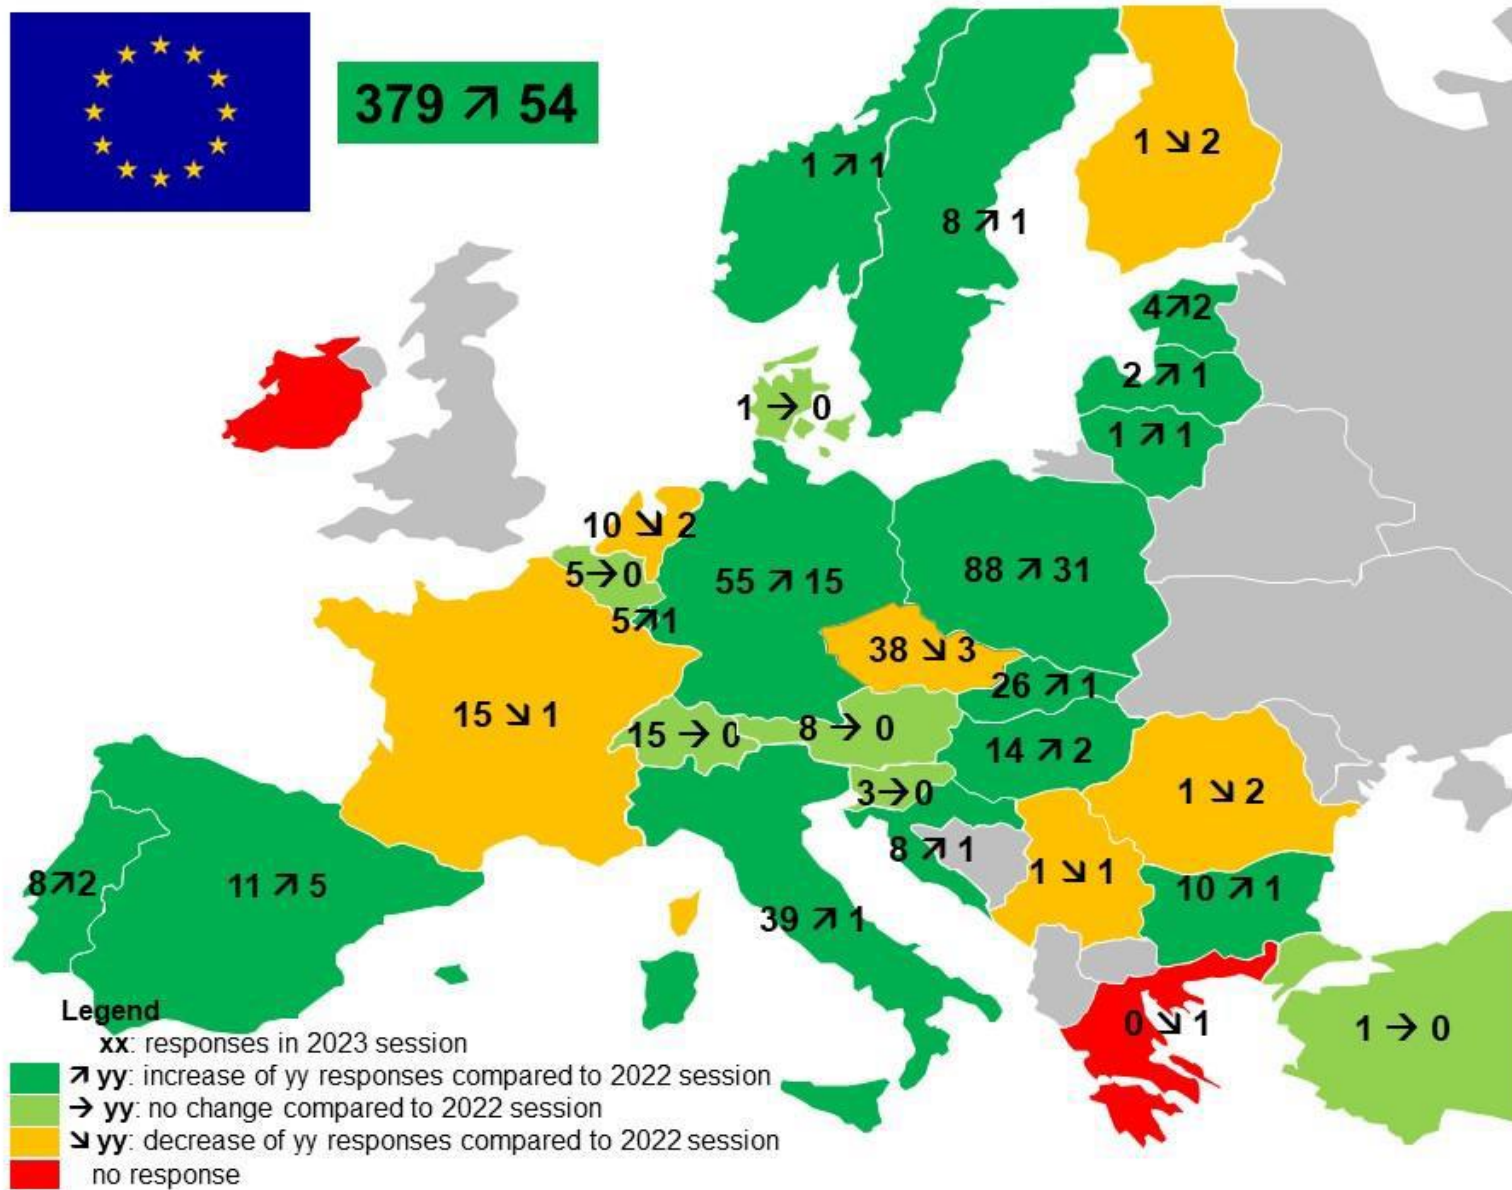 379 ↗ 54
1 ↘ 2
1 ↗ 1
8 ↗ 1
4↗2
2 ↗ 1
1 → 0
1 ↗ 1
10 ↘ 2
5→0
55 ↗ 15
88 ↗ 31
5↗1
38 ↘ 3
26 ↗ 1
15 ↘ 1
15 → 0
8 → 0
14 ↗ 2
3→0
1 ↘ 2
8 ↗ 1
1 ↘ 1
8↗2
11 ↗ 5
10 ↗ 1
39 ↗ 1
0 ↘ 1
1 → 0
Legend
xx: responses in 2023 session
↗ yy: increase of yy responses compared to 2022 session
→ yy: no change compared to 2022 session
↘ yy: decrease of yy responses compared to 2022 session
no response